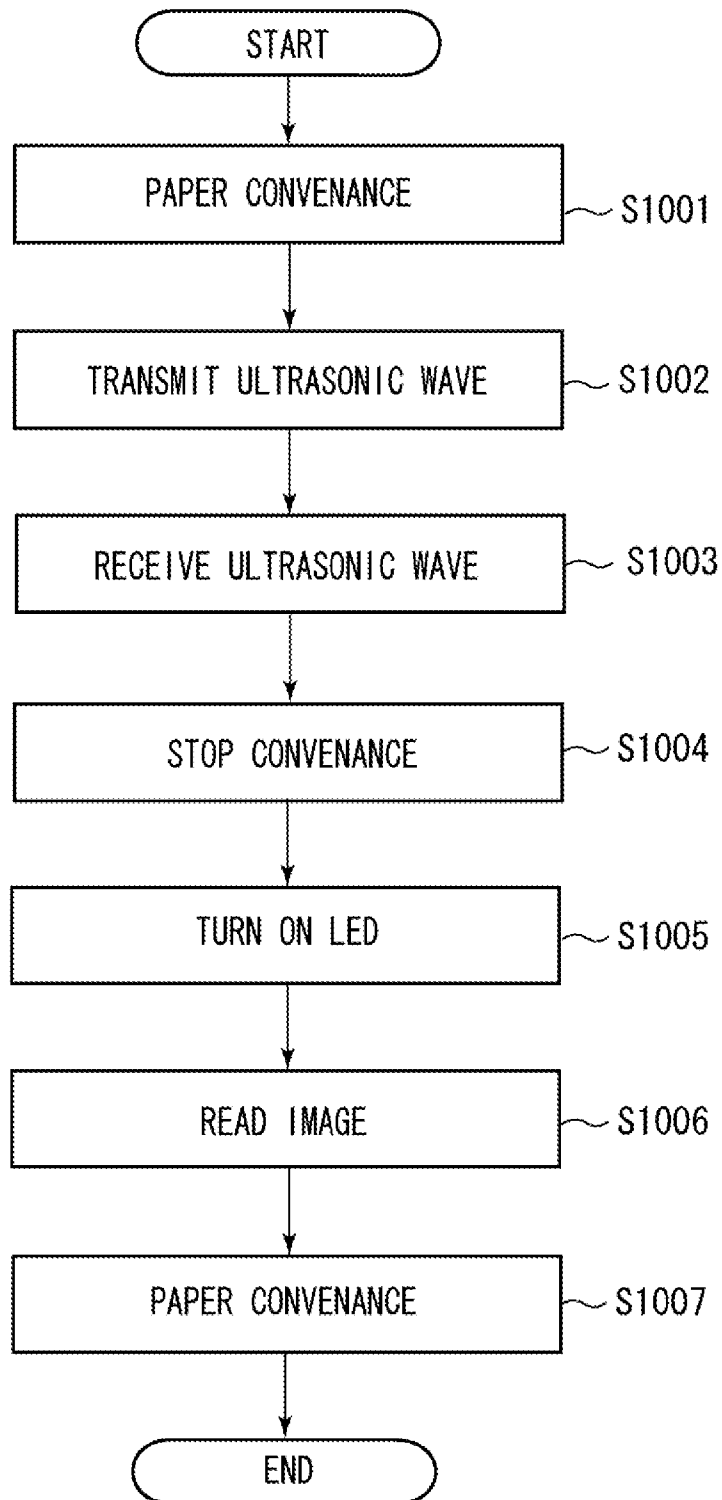 START
PAPER CONVENANCE
S1001
TRANSMIT ULTRASONIC WAVE
S1002
RECEIVE ULTRASONIC WAVE
S1003
STOP CONVENANCE
S1004
TURN ON LED
S1005
READ IMAGE
S1006
PAPER CONVENANCE
S1007
END